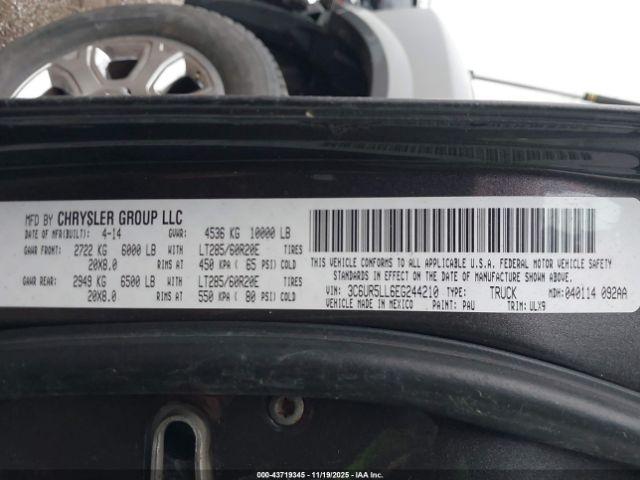 MFD BY CHRYSLER GROUP LLC
DATE OF MFR(BUILT): 4-14 GVWR: 4536 KG 10000 LB
GAWR FRONT: 2722 KG 6000 LB WITH LT285/60R20E TIRES
20X8.0 RIMS AT 450 KPA ( 65 PSI) COLD
GAWR REAR: 2949 KG 6500 LB WITH LT285/60R20E TIRES
20X8.0 RIMS AT 550 KPA ( 80 PSI) COLD
THIS VEHICLE CONFORMS TO ALL APPLICABLE U.S.A. FEDERAL MOTOR VEHICLE SAFETY
STANDARDS IN EFFECT ON THE DATE OF MANUFACTURE SHOWN ABOVE.
VIN: 3C6UR5LL6EG244210 TYPE: TRUCK MDH: 040114 092AA
VEHICLE MADE IN MEXICO PAINT: PAU TRIM: ULX9
000-43719345 - 11/19/2025 - IAA Inc.